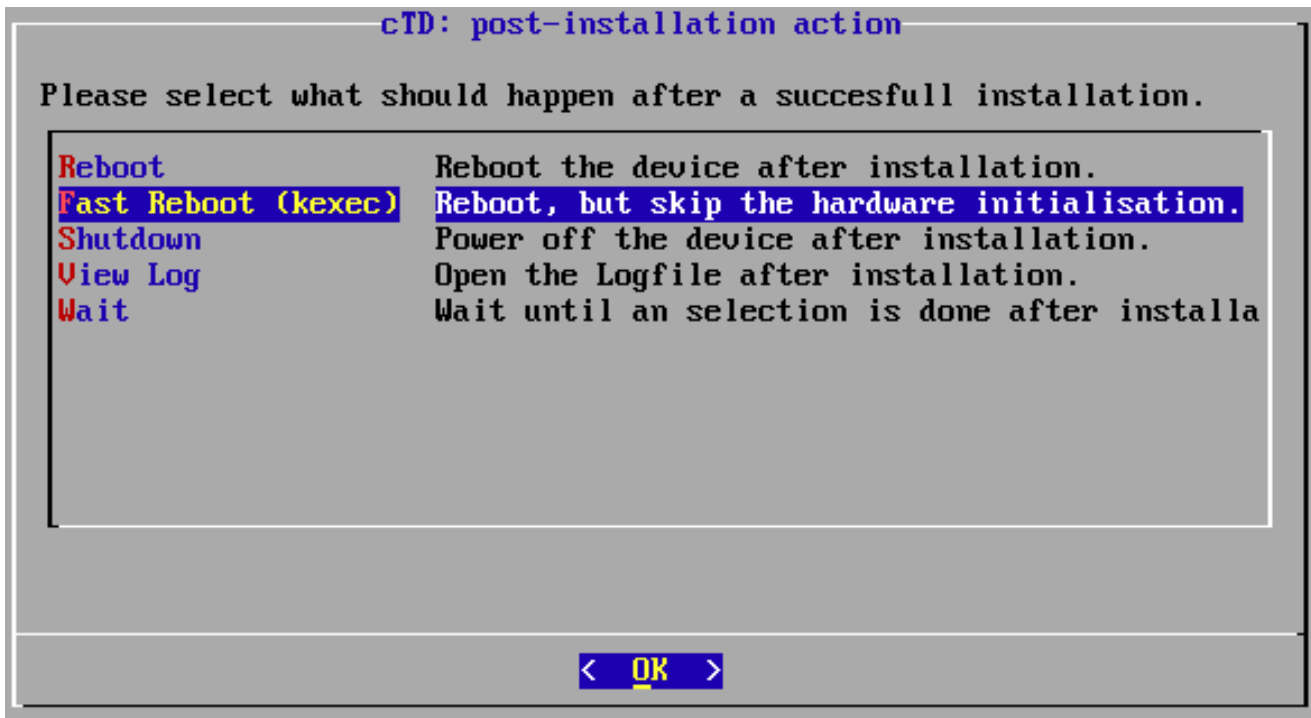 cTD: post-installation action
Please select what should happen after a succesfull installation.
Reboot Reboot the device after installation.
Fast Reboot (kexec) Reboot, but skip the hardware initialisation.
Shutdown Power off the device after installation.
View Log Open the Logfile after installation.
Wait Wait until an selection is done after installa
< OK >